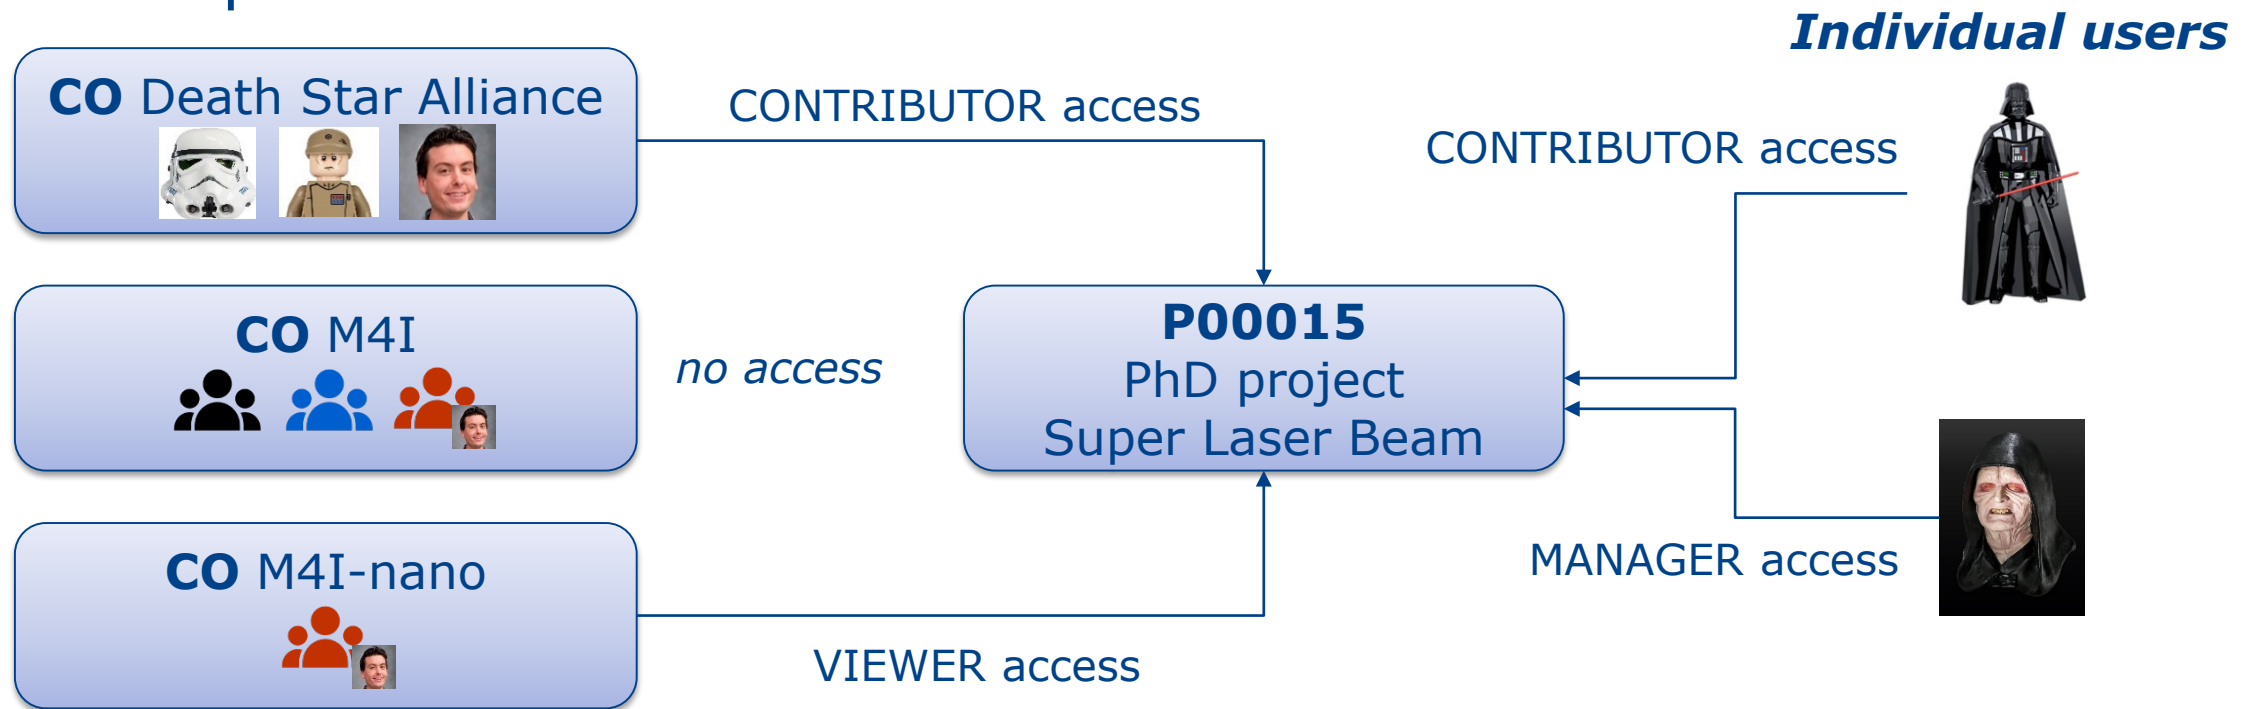 Individual users
CO Death Star Alliance
CONTRIBUTOR access
CONTRIBUTOR access
CO M4I
no access
P00015
PhD project
Super Laser Beam
CO M4I-nano
VIEWER access
MANAGER access